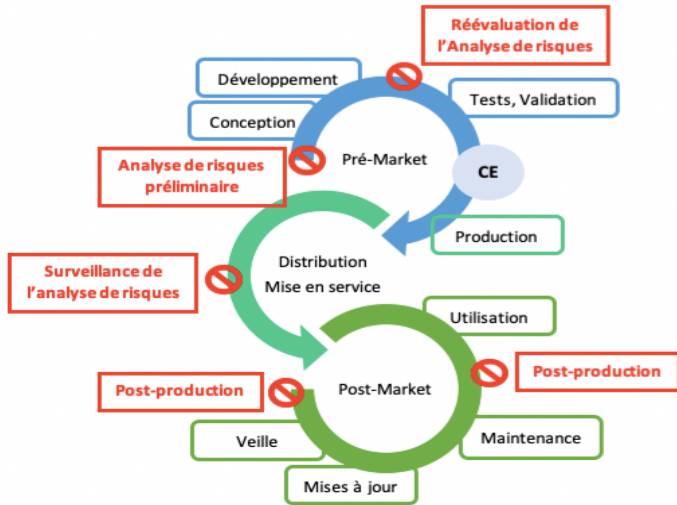 Réévaluation de
l'Analyse de risques
Développement
Tests, Validation
Conception
Analyse de risques
préliminaire
Pré-Market
CE
Production
Surveillance de
l'analyse de risques
Distribution
Mise en service
Utilisation
Post-production
Post-Market
Post-production
Veille
Maintenance
Mises à jour